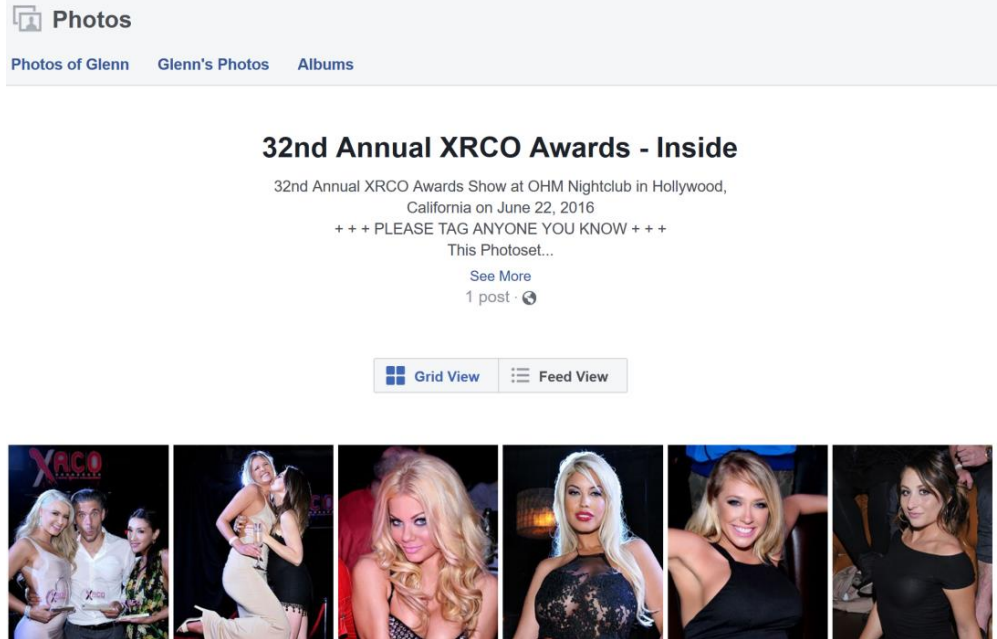 Photos
Photos of Glenn Glenn's Photos Albums
32nd Annual XRCO Awards - Inside
32nd Annual XRCO Awards Show at OHM Nightclub in Hollywood,
California on June 22, 2016
+ + + PLEASE TAG ANYONE YOU KNOW + + +
This Photoset...
See More
1 post ·
Grid View Feed View
XRCO
XRCO